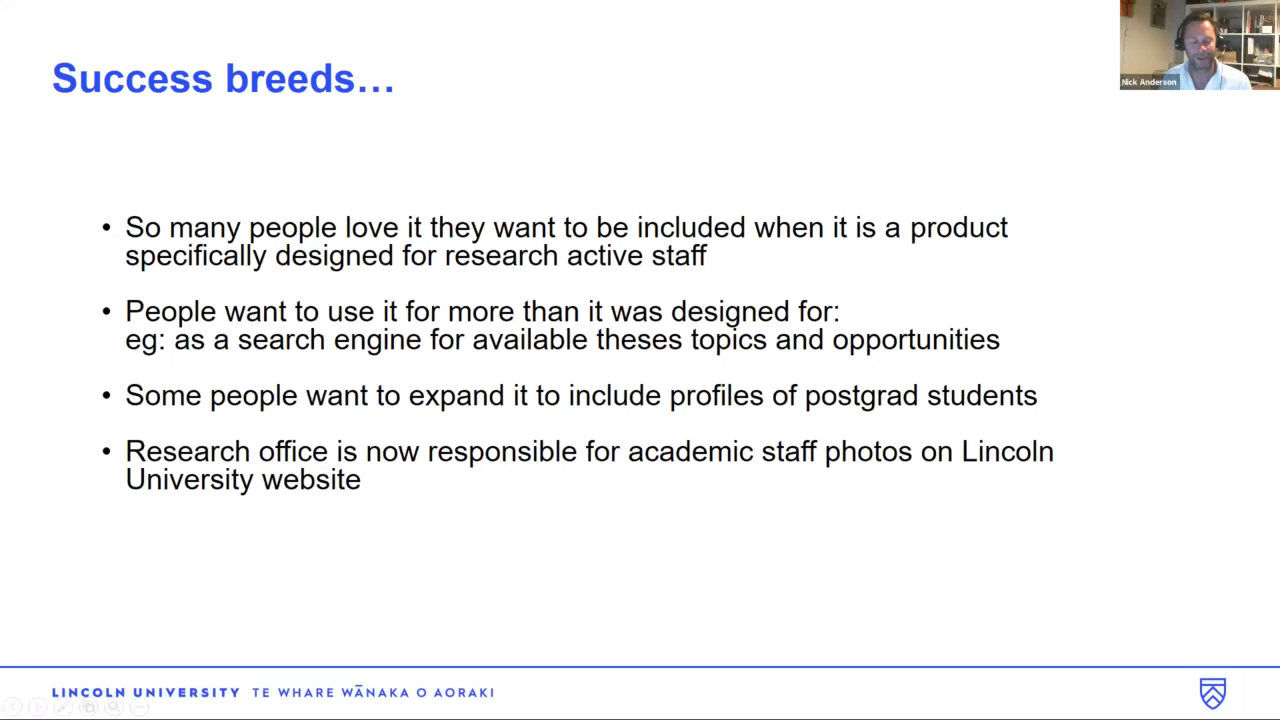 Success breeds…
Nick Anderson
• So many people love it they want to be included when it is a product
specifically designed for research active staff
• People want to use it for more than it was designed for:
eg: as a search engine for available theses topics and opportunities
• Some people want to expand it to include profiles of postgrad students
• Research office is now responsible for academic staff photos on Lincoln
University website
LINCOLN UNIVERSITY TE WHARE WĀNAKA O AORAKI